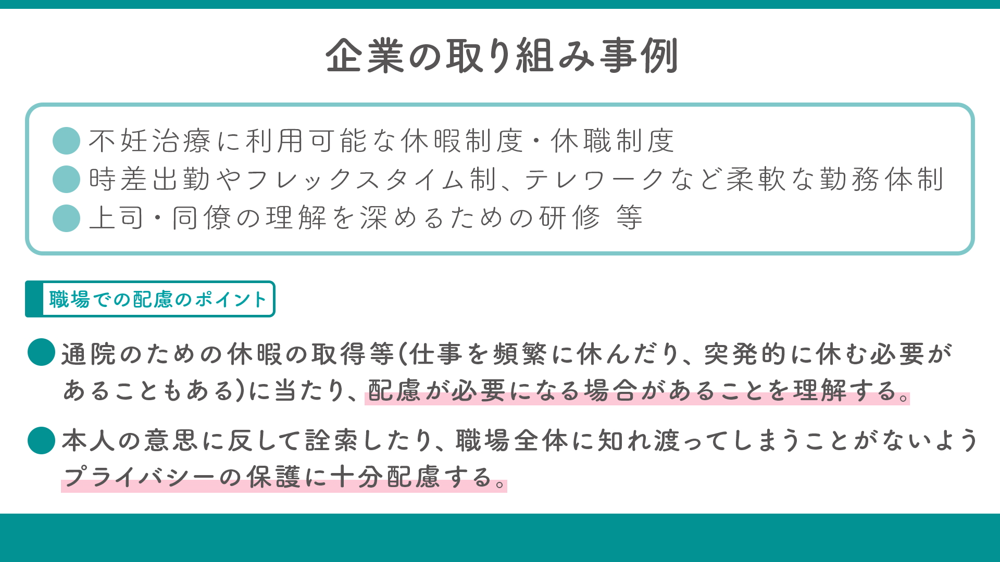 企業の取り組み事例
●不妊治療に利用可能な休暇制度・休職制度
●時差出勤やフレックスタイム制、テレワークなど柔軟な勤務体制
●上司・同僚の理解を深めるための研修 等
職場での配慮のポイント
●通院のための休暇の取得等(仕事を頻繁に休んだり、突発的に休む必要が
あることもある)に当たり、配慮が必要になる場合があることを理解する。
●本人の意思に反して詮索したり、職場全体に知れ渡ってしまうことがないよう
プライバシーの保護に十分配慮する。